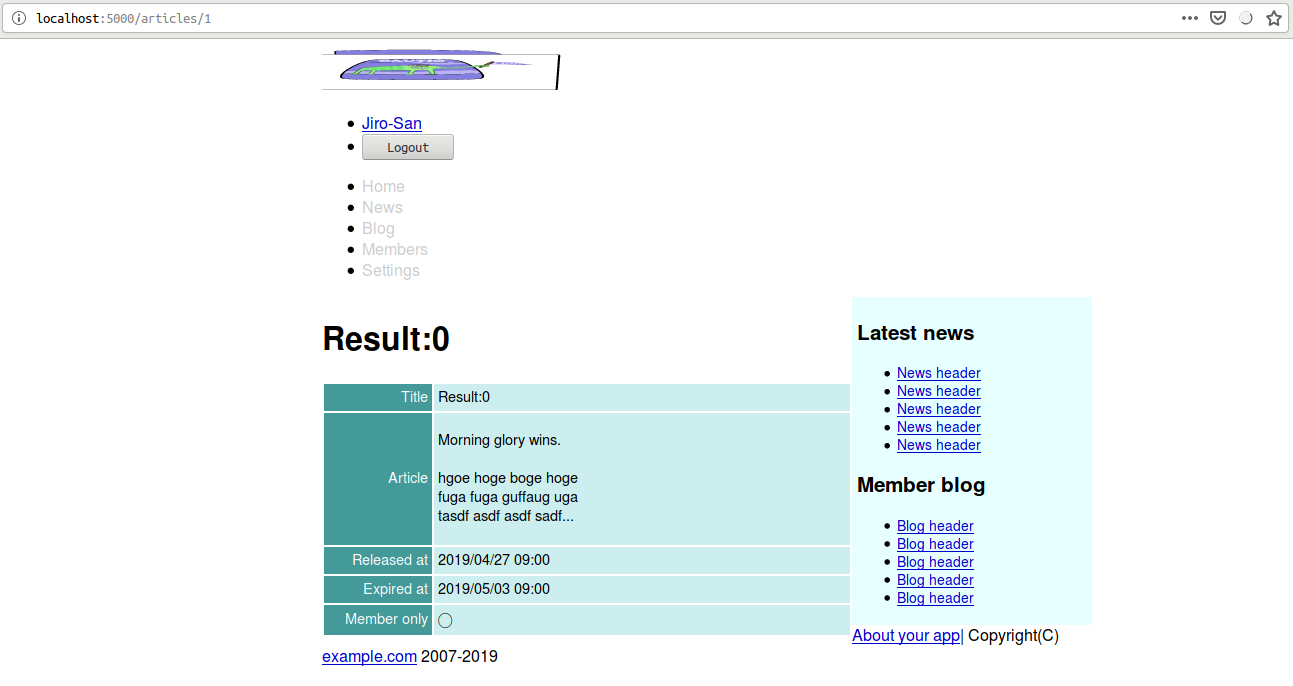 localhost:5000/articles/1
Jiro-San
Logout
Home
News
Blog
Members
Settings
Result:0
Title Result:0
Article
Morning glory wins.
hgoe hoge boge hoge
fuga fuga guffaug uga
tasdf asdf asdf sadf...
Released at 2019/04/27 09:00
Expired at 2019/05/03 09:00
Member only
Latest news
News header
News header
News header
News header
News header
Member blog
Blog header
Blog header
Blog header
Blog header
Blog header
About your app| Copyright(C)
example.com 2007-2019